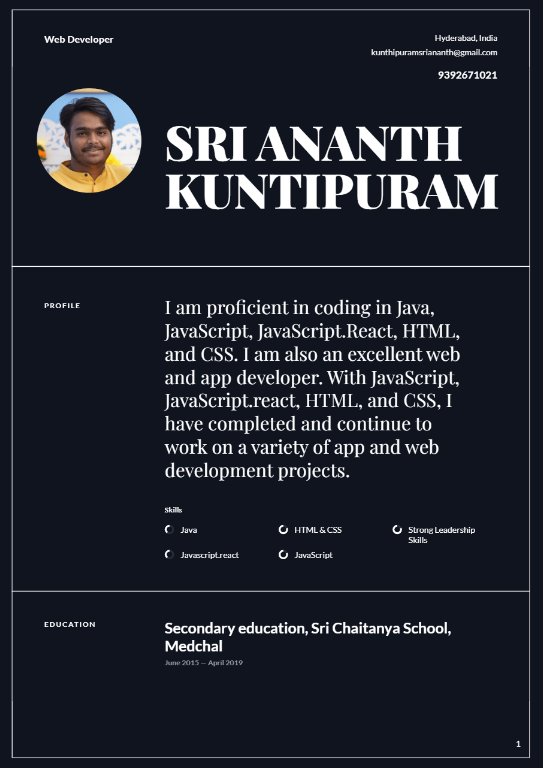 Web Developer
Hyderabad, India
kunthipuramsriananth@gmail.com
9392671021
SRI ANANTH
KUNTIPURAM
PROFILE
I am proficient in coding in Java,
JavaScript, JavaScript.React, HTML,
and CSS. I am also an excellent web
and app developer. With JavaScript,
JavaScript.react, HTML, and CSS, I
have completed and continue to
work on a variety of app and web
development projects.
Skills
Java
HTML & CSS
Strong Leadership
Skills
Javascript.react
JavaScript
EDUCATION
Secondary education, Sri Chaitanya School,
Medchal
June 2015 — April 2019
1